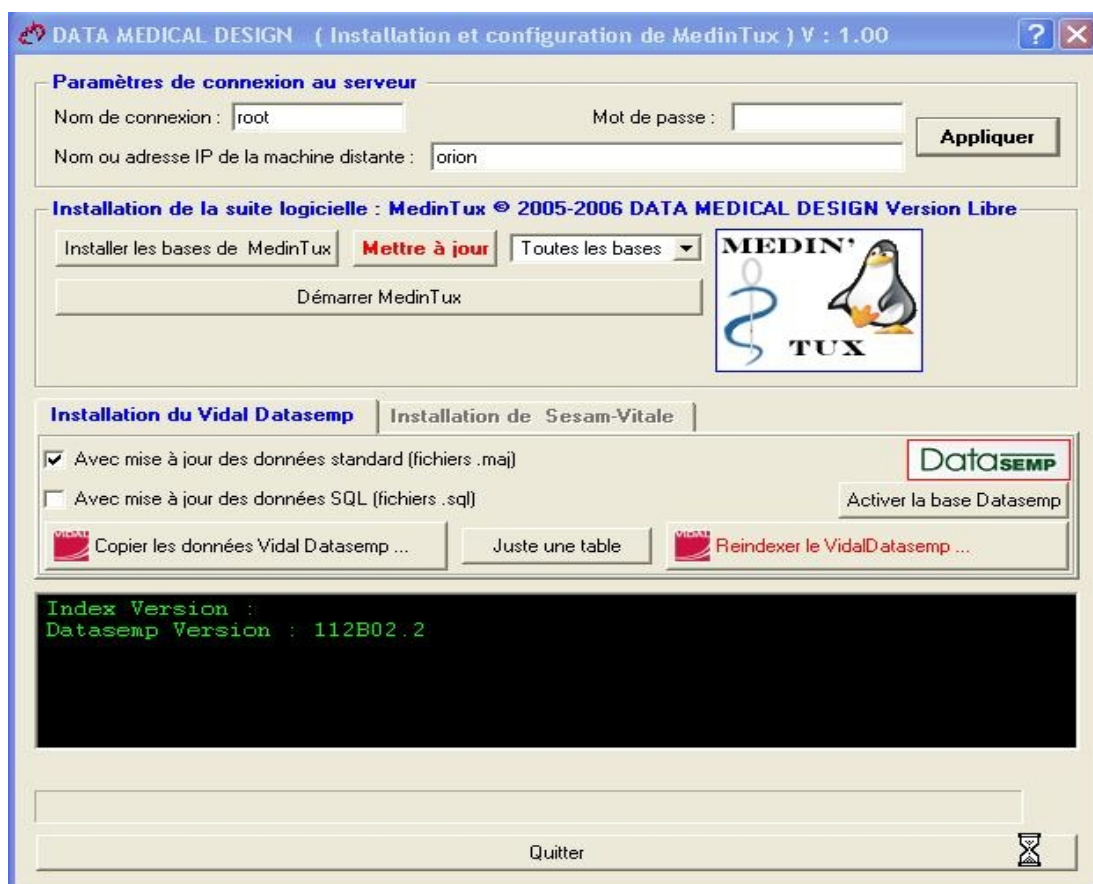 DATA MEDICAL DESIGN ( Installation et configuration de MedinTux ) V : 1.00
Paramètres de connexion au serveur
Nom de connexion : root Mot de passe :
Appliquer
Nom ou adresse IP de la machine distante : orion
Installation de la suite logicielle : MedinTux © 2005-2006 DATA MEDICAL DESIGN Version Libre
Installer les bases de MedinTux Mettre à jour Toutes les bases
Démarrer MedinTux
MEDIN'
TUX
Installation du Vidal Datasemp Installation de Sesam-Vitale
Avec mise à jour des données standard (fichiers .maj)
DataSEMP
Avec mise à jour des données SQL (fichiers .sql) Activer la base Datasemp
VIDAL Copier les données Vidal Datasemp ... Juste une table VIDAL Reindexer le VidalDatasemp ...
Index Version :
Datasemp Version : 112B02.2
Quitter